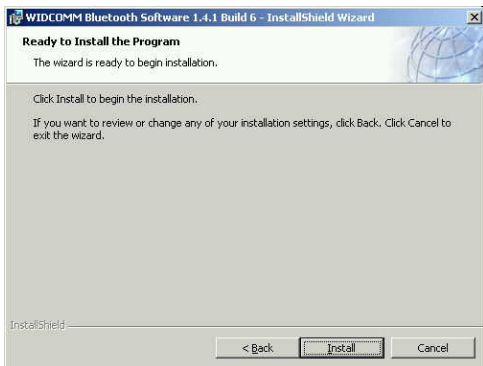 WIDCOMM Bluetooth Software 1.4.1 Build 6 - InstallShield Wizard
Ready to Install the Program
The wizard is ready to begin installation.
Click Install to begin the installation.
If you want to review or change any of your installation settings, click Back. Click Cancel to
exit the wizard.
InstallShield
< Back
Install
Cancel